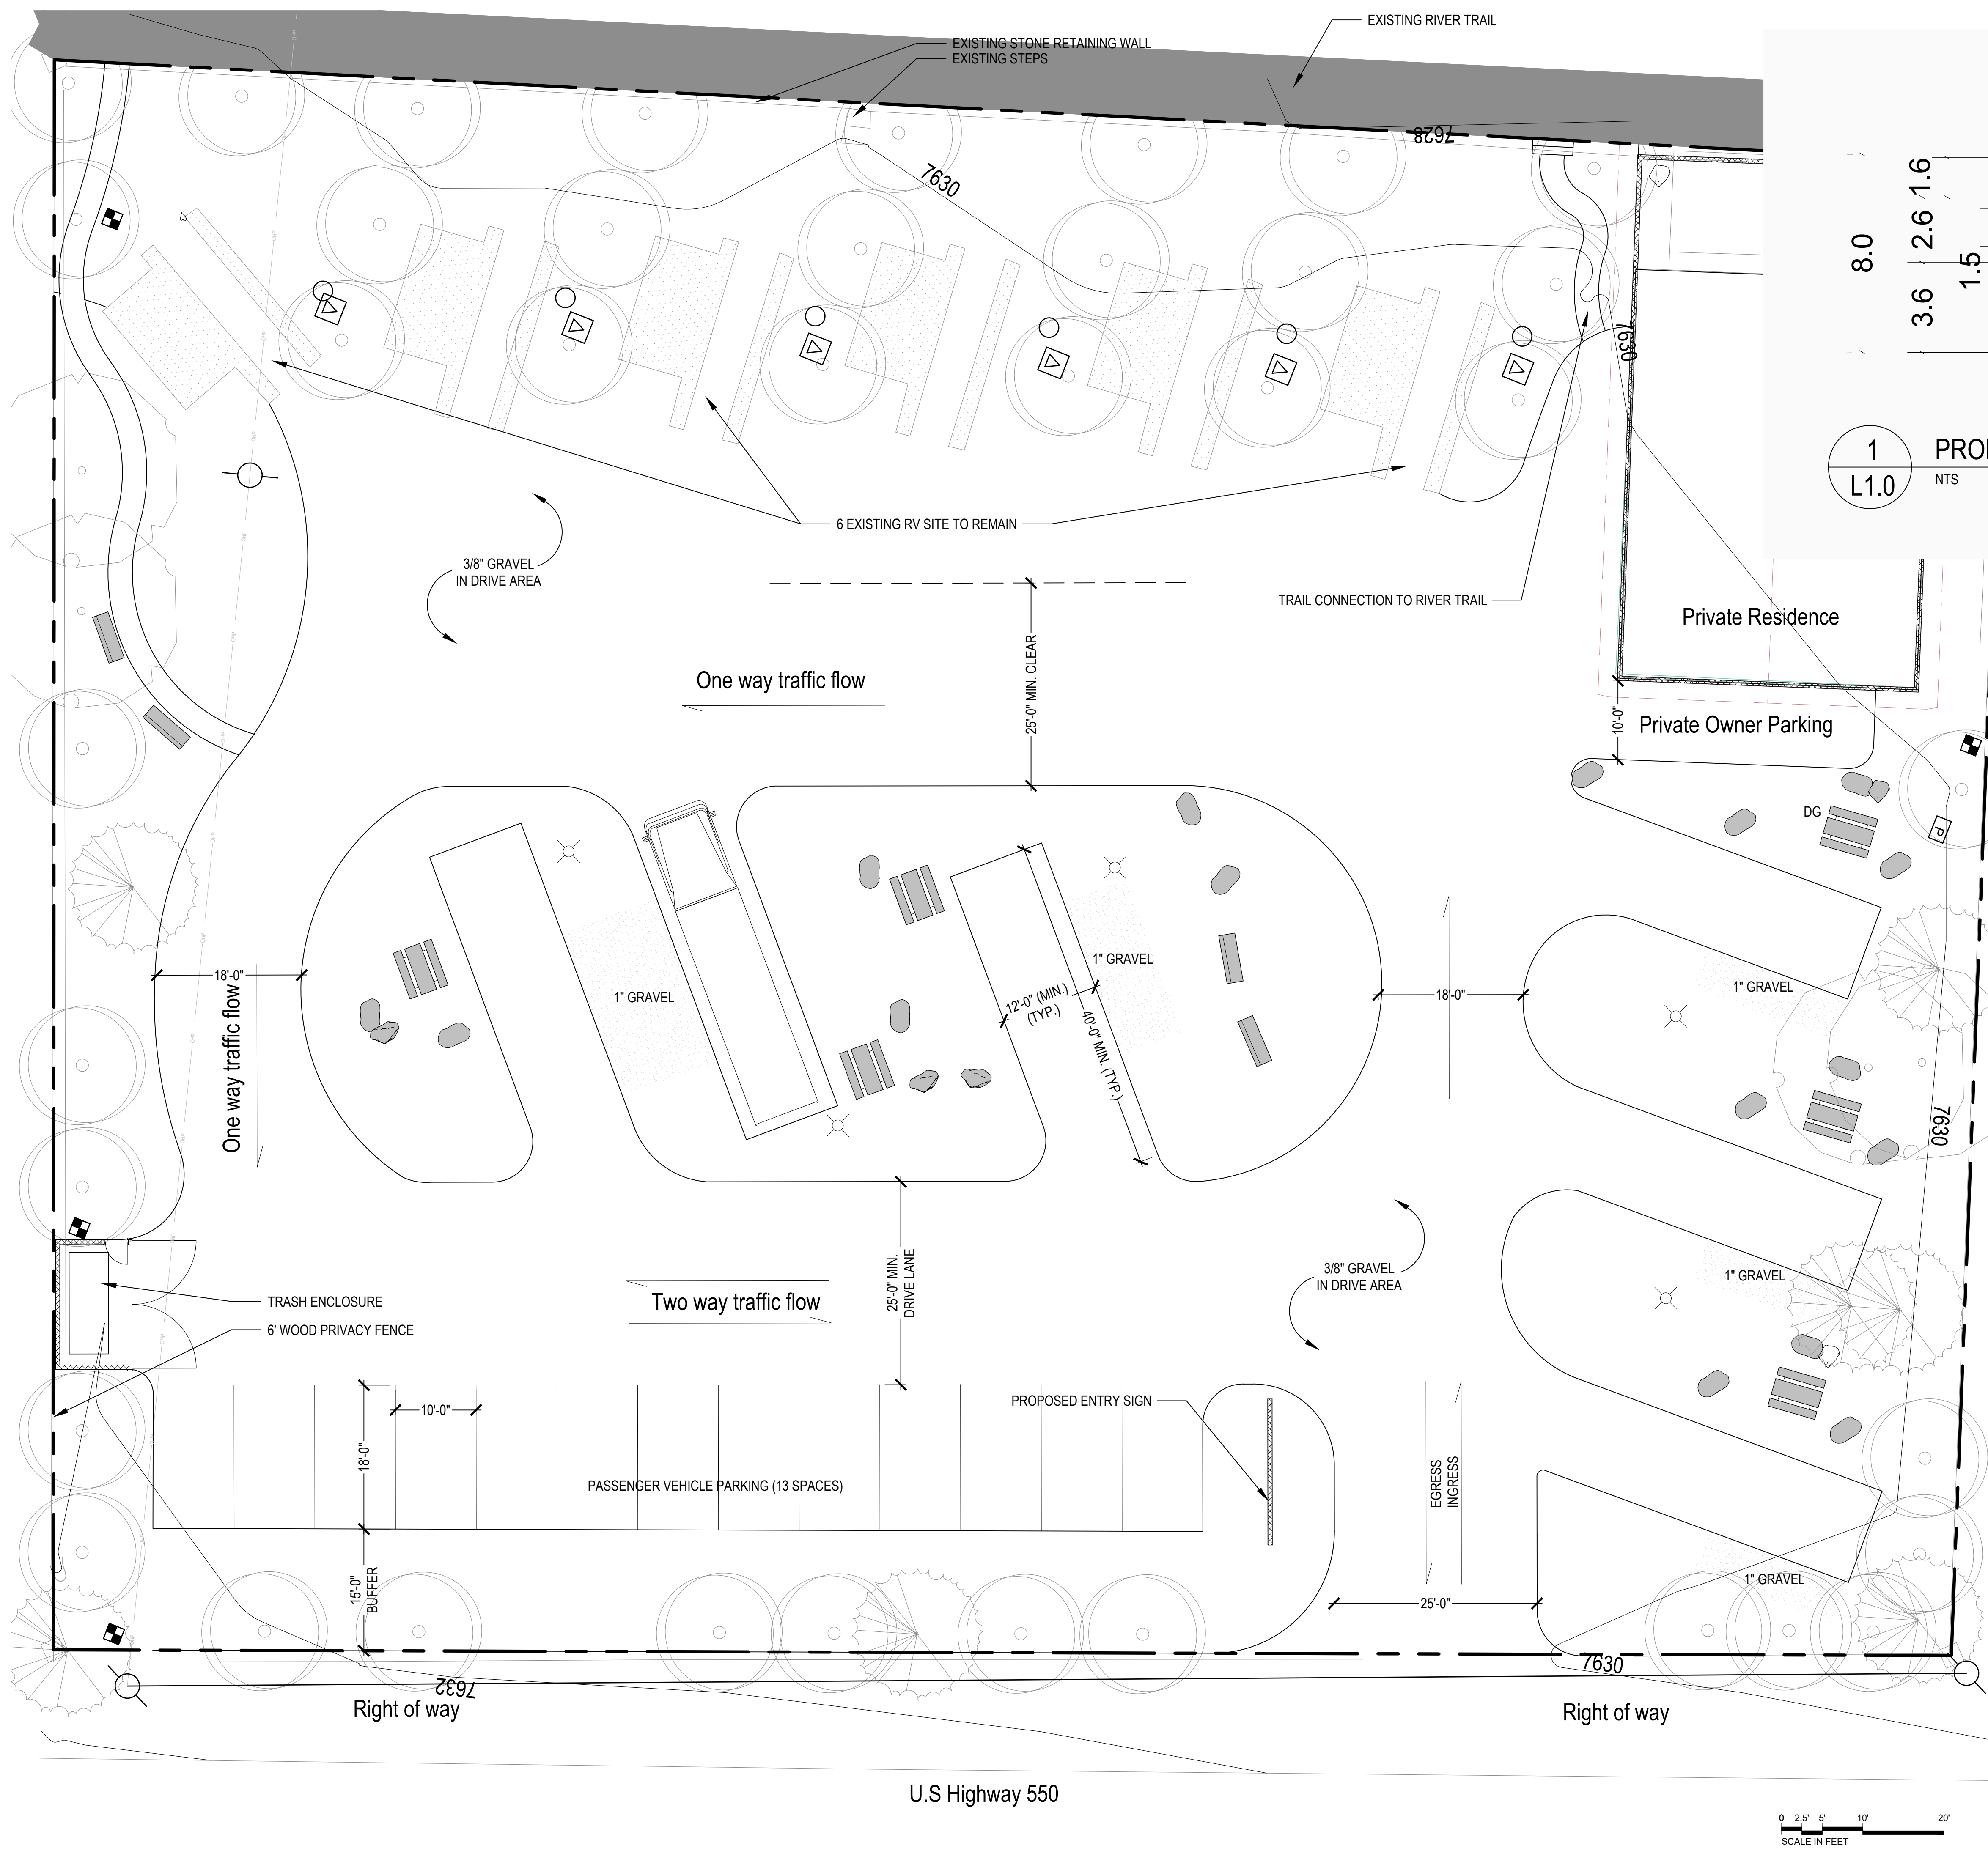 EXISTING RIVER TRAIL
EXISTING STONE RETAINING WALL
EXISTING STEPS
7628
7630
8.0
1.6
2.6
3.6
1.5
7630
1
L1.0
NTS
6 EXISTING RV SITE TO REMAIN
3/8" GRAVEL
IN DRIVE AREA
TRAIL CONNECTION TO RIVER TRAIL
Private Residence
One way traffic flow
25'-0" MIN. CLEAR
10'-0"
Private Owner Parking
DG
P
18'-0"
One way traffic flow
1" GRAVEL
1" GRAVEL
12'-0" (MIN.)
(TYP.)
40'-0" MIN. (TYP.)
18'-0"
1" GRAVEL
7630
3/8" GRAVEL
IN DRIVE AREA
1" GRAVEL
25'-0" MIN.
DRIVE LANE
Two way traffic flow
TRASH ENCLOSURE
6' WOOD PRIVACY FENCE
10'-0"
18'-0"
PROPOSED ENTRY SIGN
PASSENGER VEHICLE PARKING (13 SPACES)
EGRESS
INGRESS
15'-0"
BUFFER
25'-0"
1" GRAVEL
7632
7630
Right of way
Right of way
U.S Highway 550
0 2.5' 5' 10' 20'
SCALE IN FEET